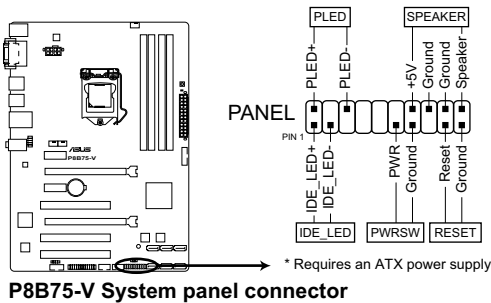 PLED
SPEAKER
PLED+
PLED-
+5V
Ground
Ground
Speaker
PANEL
PIN 1
IDE_LED+
IDE_LED-
PWR
Ground
Reset
Ground
IDE_LED
PWRSW
RESET
* Requires an ATX power supply
/SUS
P8B75-V
P8B75-V System panel connector